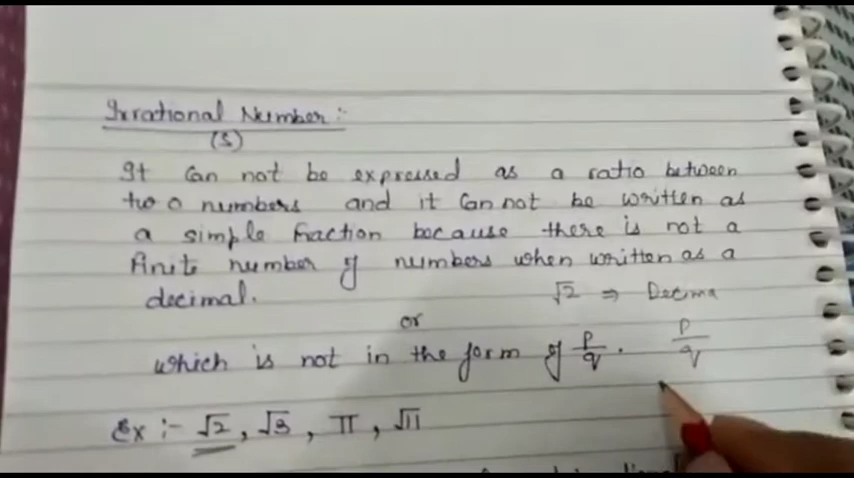 Irrational Number :-
(S)
It can not be expressed as a ratio between
two numbers and it can not be written as
a simple fraction because there is not a
finite number of numbers when written as a
decimal.
√2 ⇒ Decima
or
which is not in the form of p/q.
p/q
Ex :- √2, √3, π, √11